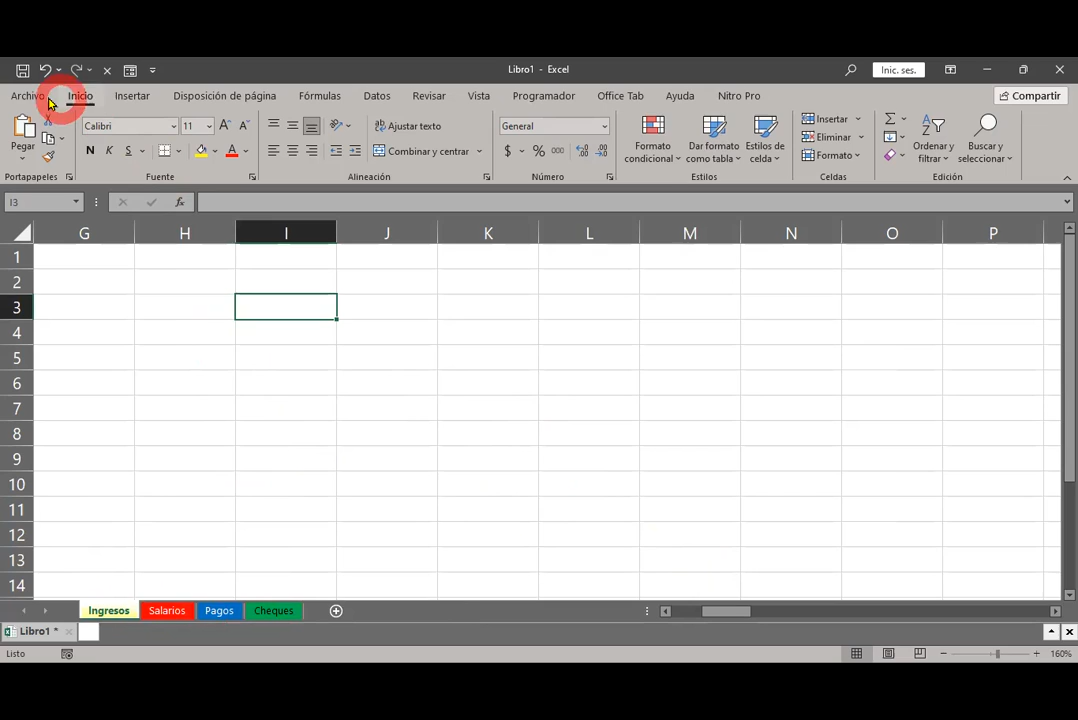 Libro1 - Excel
Inic. ses.
Archivo Inicio Insertar Disposición de página Fórmulas Datos Revisar Vista Programador Office Tab Ayuda Nitro Pro Compartir
Calibri 11 Ajustar texto General Insertar
Pegar N K S Combinar y centrar $ % 000 Formato condicional Dar formato como tabla Estilos de celda Eliminar Formato Ordenar y filtrar Buscar y seleccionar
Portapapeles Fuente Alineación Número Estilos Celdas Edición
I3 fx
G H I J K L M N O P
1
2
3
4
5
6
7
8
9
10
11
12
13
14
Ingresos Salarios Pagos Cheques
Libro1 *
Listo 160%